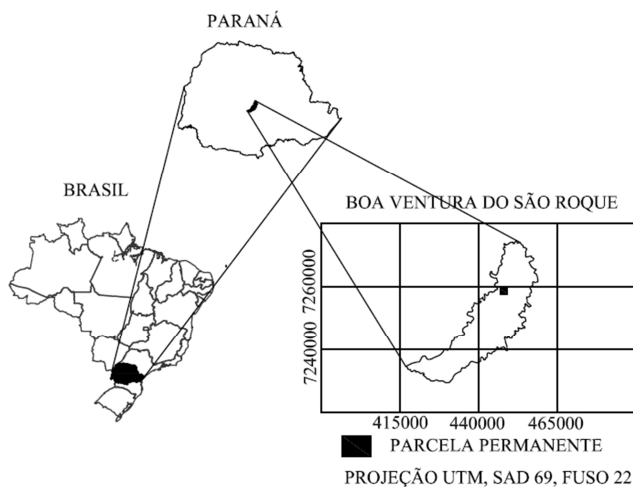 PARANÁ
BRASIL
BOA VENTURA DO SÃO ROQUE
7260000
7240000
415000 440000 465000
PARCELA PERMANENTE
PROJEÇÃO UTM, SAD 69, FUSO 22